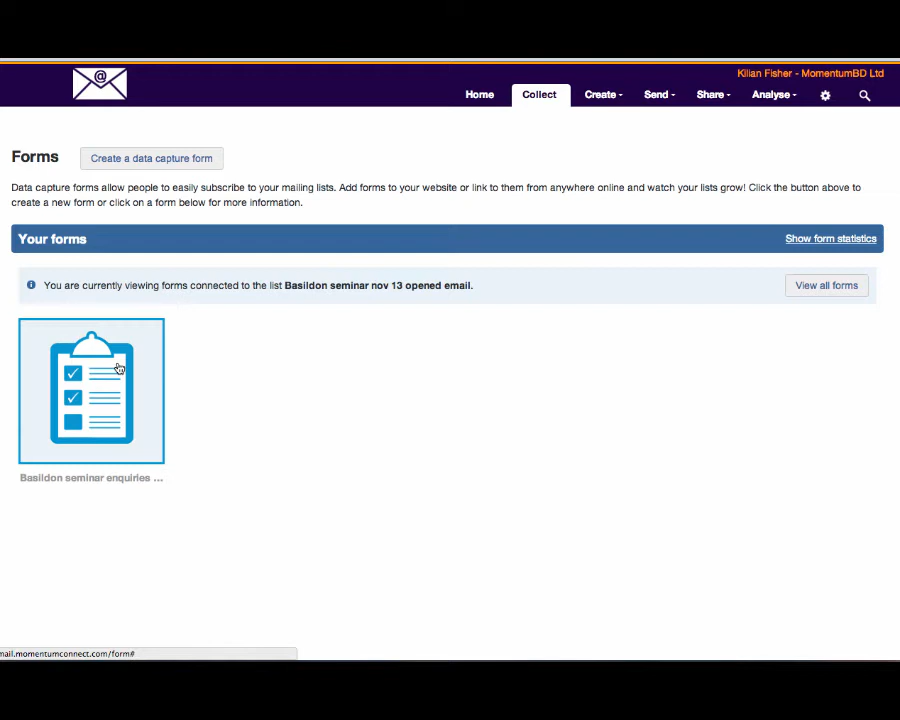 Kilian Fisher - MomentumBD Ltd
@
Home Collect Create Send Share Analyse
Forms Create a data capture form
Data capture forms allow people to easily subscribe to your mailing lists. Add forms to your website or link to them from anywhere online and watch your lists grow! Click the button above to
create a new form or click on a form below for more information.
Your forms Show form statistics
You are currently viewing forms connected to the list Basildon seminar nov 13 opened email. View all forms
Basildon seminar enquiries ...
mail.momentumconnect.com/form#